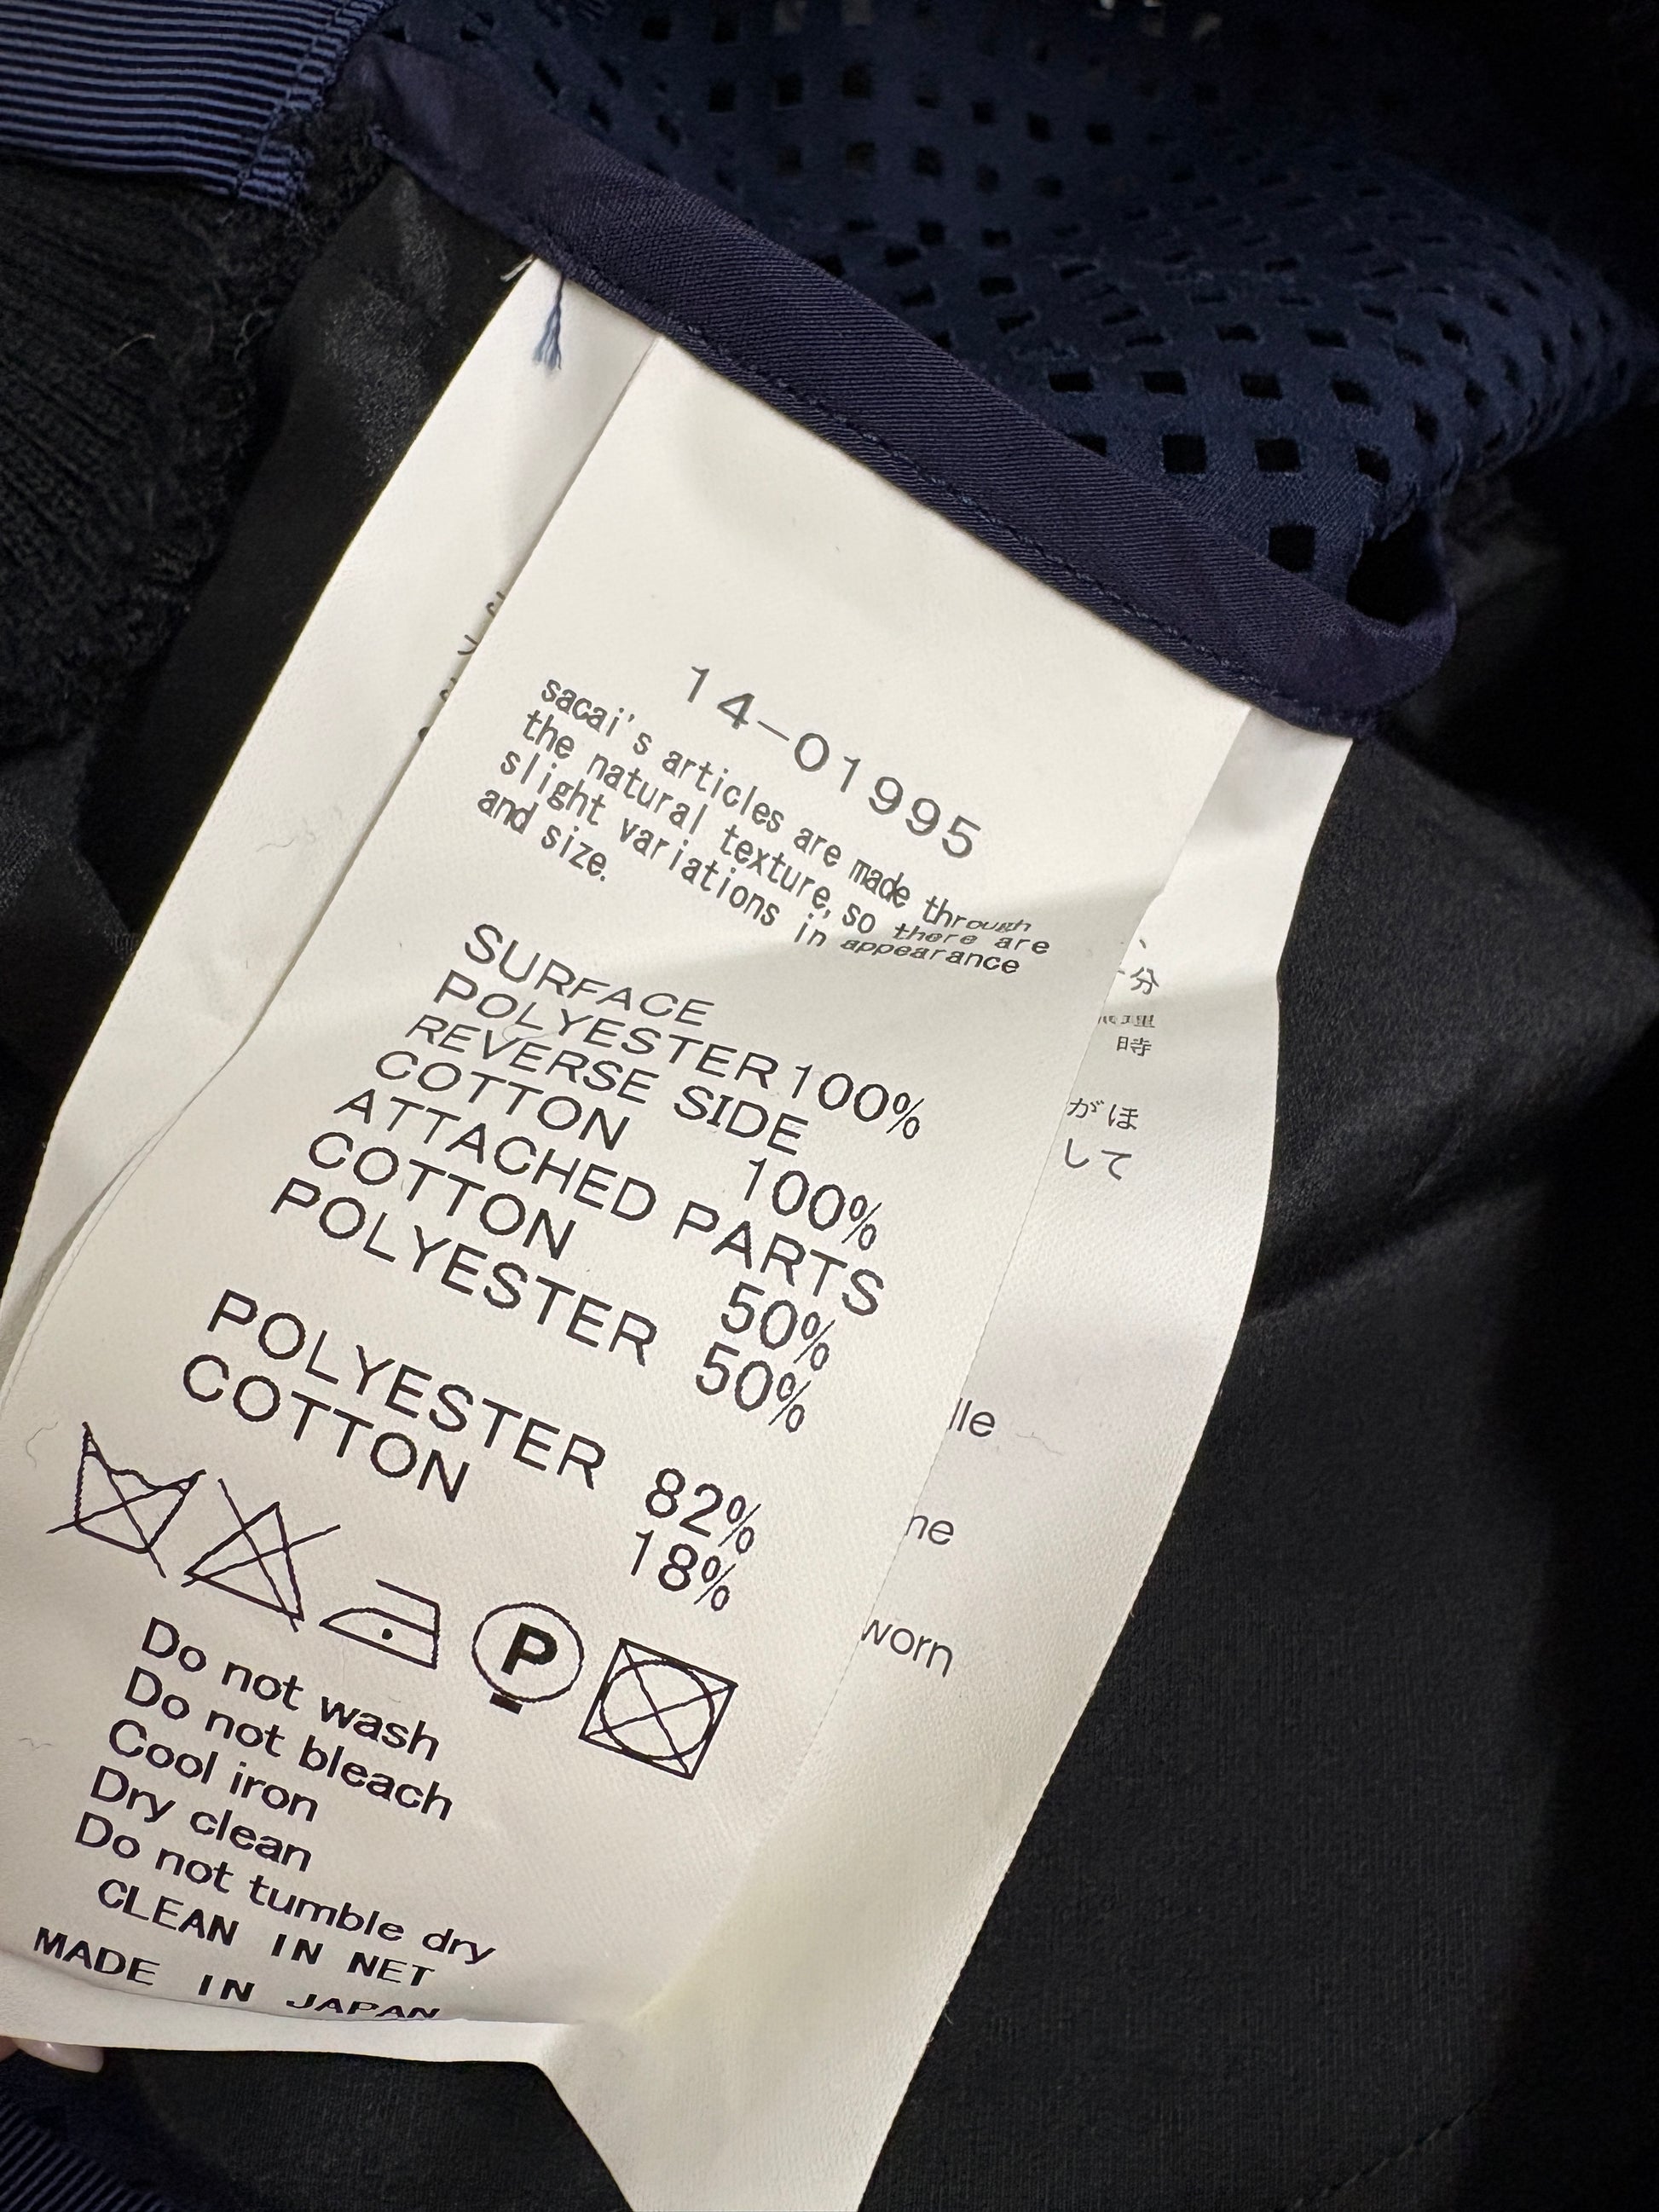 14-01995
sacai's articles are made through
the natural texture, so there are
slight variations in appearance
and size.
SURFACE
POLYESTER 100%
REVERSE SIDE
COTTON 100%
ATTACHED PARTS
COTTON 50%
POLYESTER 50%
POLYESTER 82%
COTTON 18%
P
Do not wash
Do not bleach
Cool iron
Dry clean
Do not tumble dry
CLEAN IN NET
MADE IN JAPAN
分
時
がほ
して
lle
ne
worn